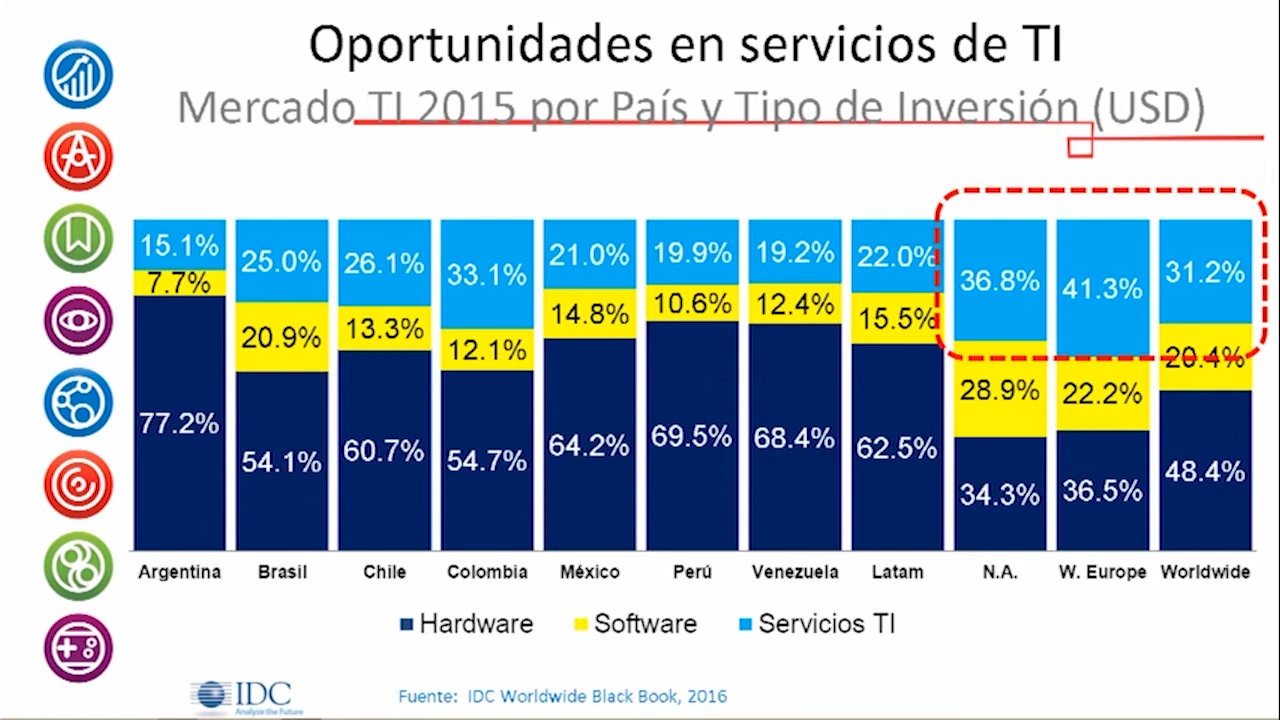 Oportunidades en servicios de TI
Mercado TI 2015 por País y Tipo de Inversión (USD)
15.1% 25.0% 26.1% 33.1% 21.0% 19.9% 19.2% 22.0% 36.8% 41.3% 31.2%
7.7% 20.9% 13.3% 12.1% 14.8% 10.6% 12.4% 15.5% 28.9% 22.2% 20.4%
77.2% 54.1% 60.7% 54.7% 64.2% 69.5% 68.4% 62.5% 34.3% 36.5% 48.4%
Argentina Brasil Chile Colombia México Perú Venezuela Latam N.A. W. Europe Worldwide
Hardware Software Servicios TI
IDC
Analyze the Future
Fuente: IDC Worldwide Black Book, 2016